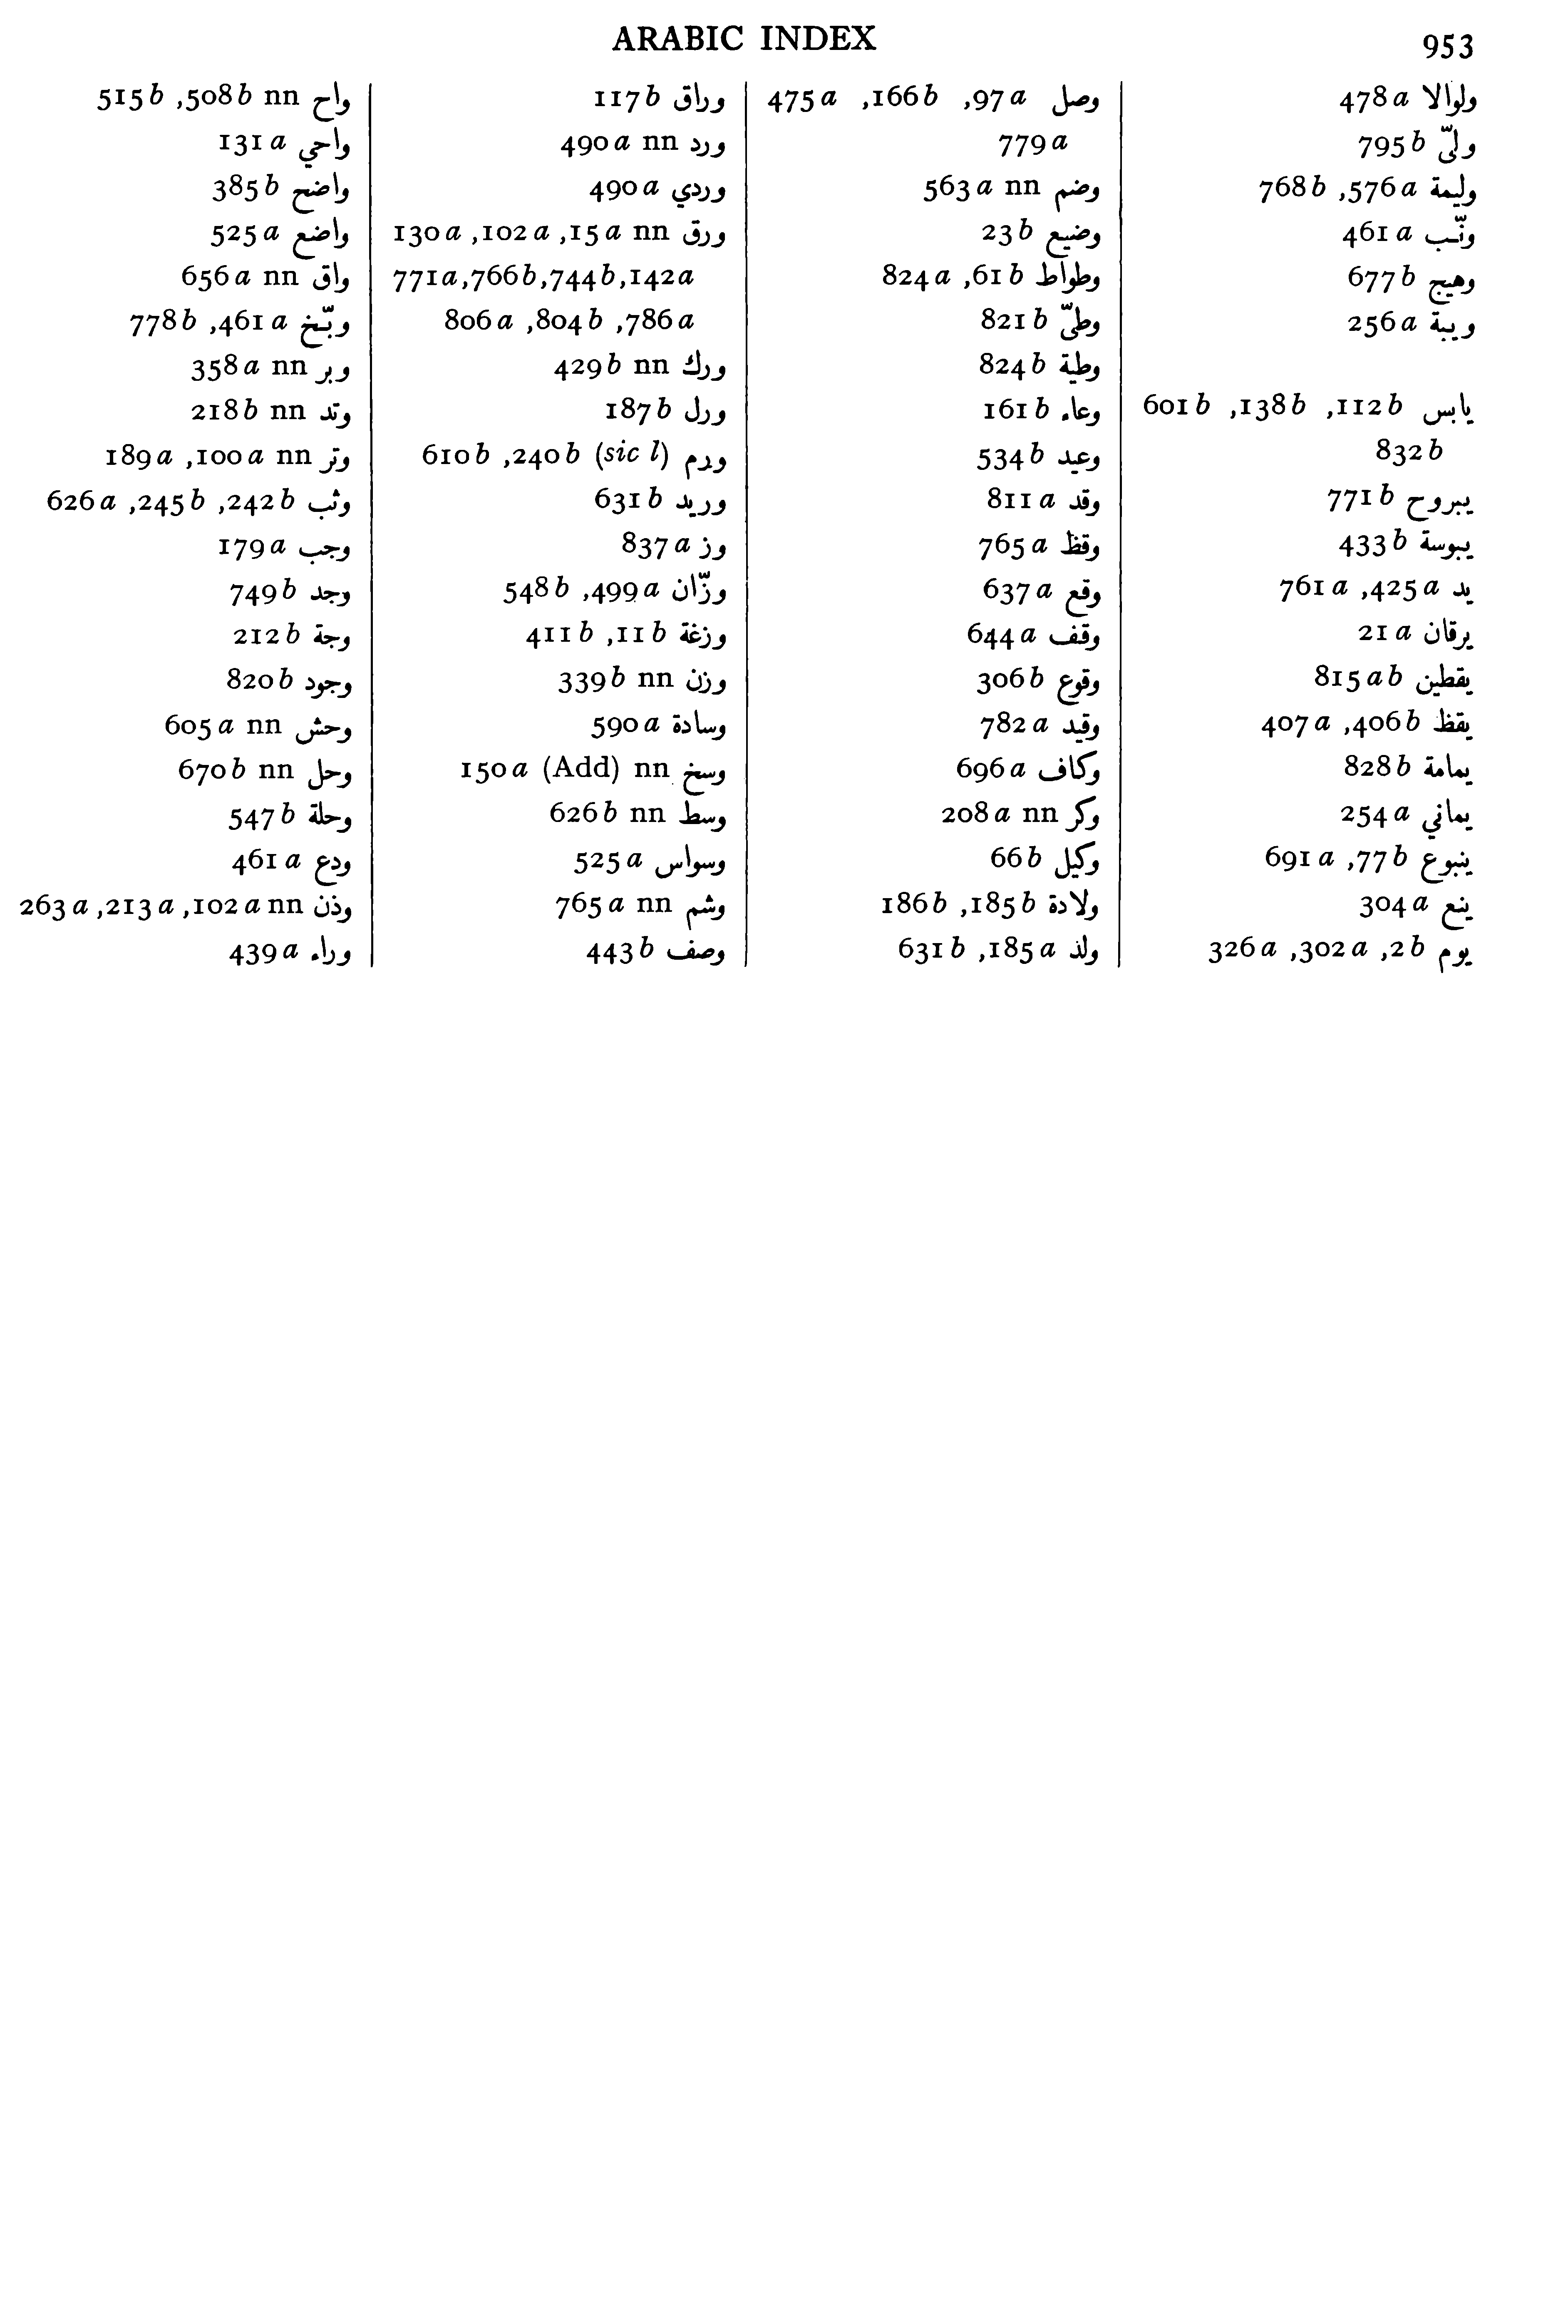 ARABIC INDEX 953
واح nn 508b, 515b
واحي 131a
واضح 385b
واضع 525a
واق nn 656a
وبّخ 461a, 778b
وبر nn 358a
وتد nn 218b
وتر nn 100a, 189a
وثب 242b, 245b, 626a
وجب 179a
وجد 749b
وجة 212b
وجود 820b
وحش nn 605a
وحل nn 670b
وحلة 547b
ودع 461a
وذن nn 102a, 213a, 263a
وراء 439a
وراق 117b
ورد nn 490a
وردي 490a
ورق nn 15a, 102a, 130a
142a, 744b, 766b, 771a
786a, 804b, 806a
ورك nn 429b
ورل 187b
ورم (sic l) 240b, 610b
وريد 631b
وز 837a
وزّان 499a, 548b
وزغة 11b, 411b
وزن nn 339b
وسادة 590a
وسخ nn (Add) 150a
وسط nn 626b
وسواس 525a
وشم nn 765a
وصف 443b
وصل 97a, 166b, 475a
779a
وضم nn 563a
وضيع 23b
وطواط 61b, 824a
وطىّ 821b
وطية 824b
وعاء 161b
وعيد 534b
وقد 811a
وقظ 765a
وقع 637a
وقف 644a
وقوع 306b
وقيد 782a
وكاف 696a
وكر nn 208a
وكيل 66b
ولادة 185b, 186b
ولد 185a, 631b
ولوالا 478a
ولىّ 795b
وليمة 576a, 768b
ونّب 461a
وهيج 677b
ويبة 256a
يابس 112b, 138b, 601b
832b
يبروح 771b
يبوسة 433b
يد 425a, 761a
يرقان 21a
يقطين 815ab
يقظ 406b, 407a
يمامة 828b
يماني 254a
ينبوع 77b, 691a
ينع 304a
يوم 2b, 302a, 326a